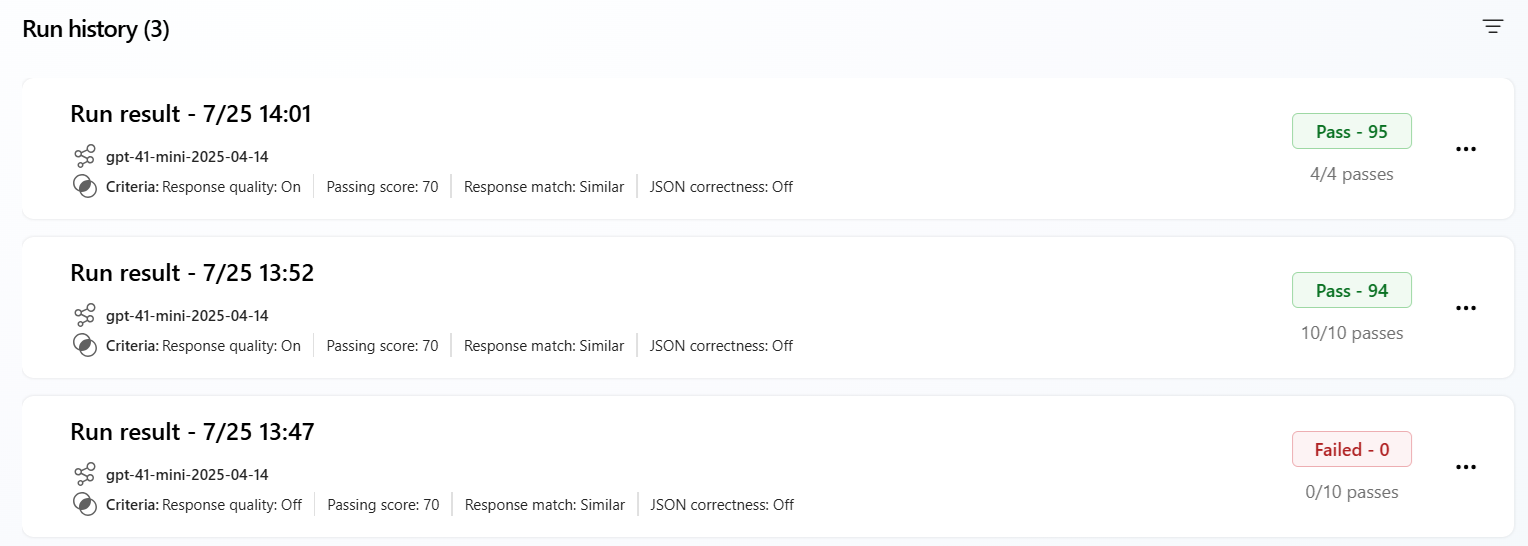 Run history (3)
Run result - 7/25 14:01
Pass - 95
gpt-41-mini-2025-04-14
4/4 passes
Criteria: Response quality: On | Passing score: 70 | Response match: Similar | JSON correctness: Off
Run result - 7/25 13:52
Pass - 94
gpt-41-mini-2025-04-14
10/10 passes
Criteria: Response quality: On | Passing score: 70 | Response match: Similar | JSON correctness: Off
Run result - 7/25 13:47
Failed - 0
gpt-41-mini-2025-04-14
0/10 passes
Criteria: Response quality: Off | Passing score: 70 | Response match: Similar | JSON correctness: Off